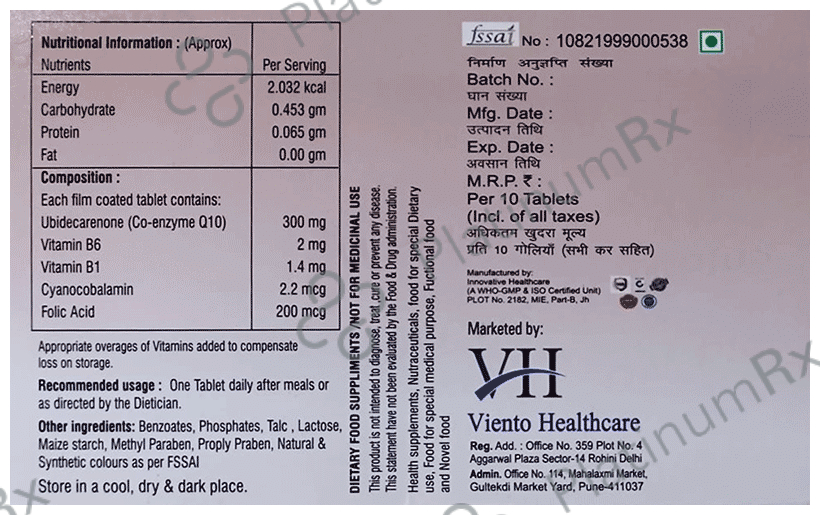 Nutritional Information : (Approx)
Nutrients Per Serving
Energy 2.032 kcal
Carbohydrate 0.453 gm
Protein 0.065 gm
Fat 0.00 gm
Composition :
Each film coated tablet contains:
Ubidecarenone (Co-enzyme Q10) 300 mg
Vitamin B6 2 mg
Vitamin B1 1.4 mg
Cyanocobalamin 2.2 mcg
Folic Acid 200 mcg
Appropriate overages of Vitamins added to compensate
loss on storage.
Recommended usage : One Tablet daily after meals or
as directed by the Dietician.
Other ingredients: Benzoates, Phosphates, Talc , Lactose,
Maize starch, Methyl Paraben, Proply Praben, Natural &
Synthetic colours as per FSSAI
Store in a cool, dry & dark place.
DIETARY FOOD SUPPLIMENTS /NOT FOR MEDICINAL USE
This product is not intended to diagnose, treat ,cure or prevent any disease.
This statement have not been evaluated by the Food & Drug administration.
Health supplements, Nutraceuticals, food for special Dietary
use, Food for special medical purpose, Fuctional food
and Novel food
fssai No : 10821999000538
निर्माण अनुज्ञप्ति संख्या
Batch No. :
घान संख्या
Mfg. Date :
उत्पादन तिथि
Exp. Date :
अवसान तिथि
M.R.P. ₹ :
Per 10 Tablets
(Incl. of all taxes)
अधिकतम खुदरा मूल्य
प्रति 10 गोलियाँ (सभी कर सहित)
Manufactured by:
Innovative Healthcare
(A WHO-GMP & ISO Certified Unit)
PLOT No. 2182, MIE, Part-B, Jh
Marketed by:
VH
Viento Healthcare
Reg. Add. : Office No. 359 Plot No. 4
Aggarwal Plaza Sector-14 Rohini Delhi
Admin. Office No. 114, Mahalaxmi Market,
Gultekdi Market Yard, Pune-411037
PlatinumRx
PlatinumRx
PlatinumRx